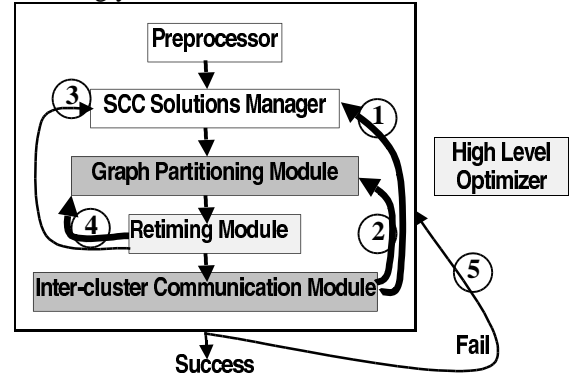 Preprocessor
3
SCC Solutions Manager
1
High Level
Optimizer
Graph Partitioning Module
4
Retiming Module
2
Inter-cluster Communication Module
5
Fail
Success